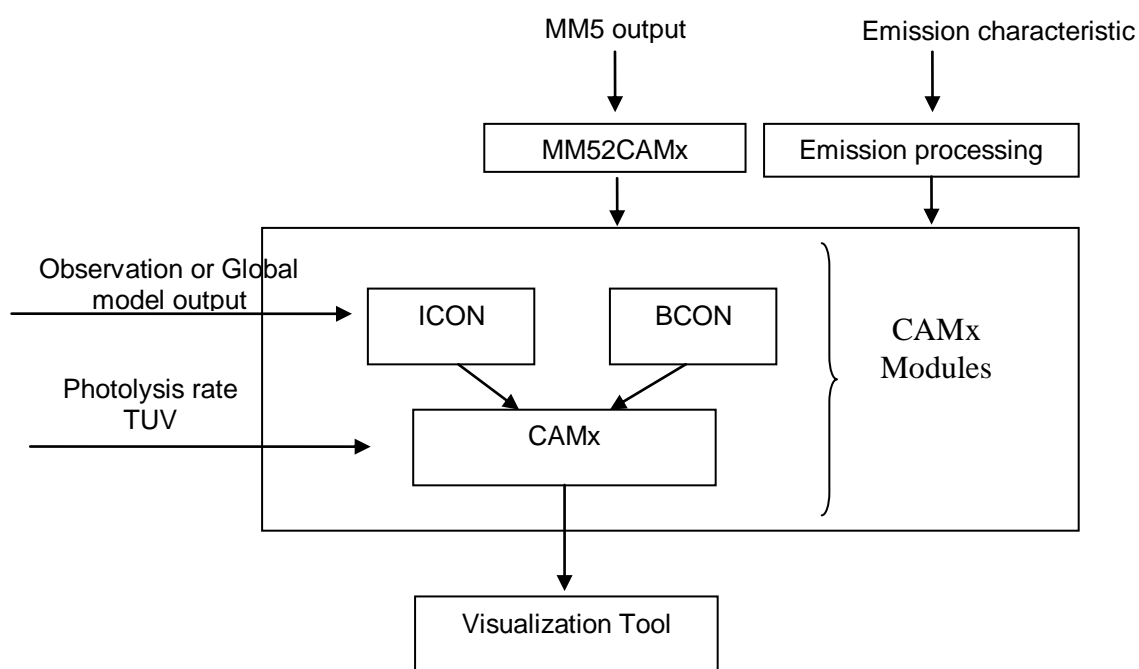 MM5 output
Emission characteristic
MM52CAMx
Emission processing
Observation or Global
model output
ICON
BCON
CAMx
Modules
Photolysis rate
TUV
CAMx
Visualization Tool